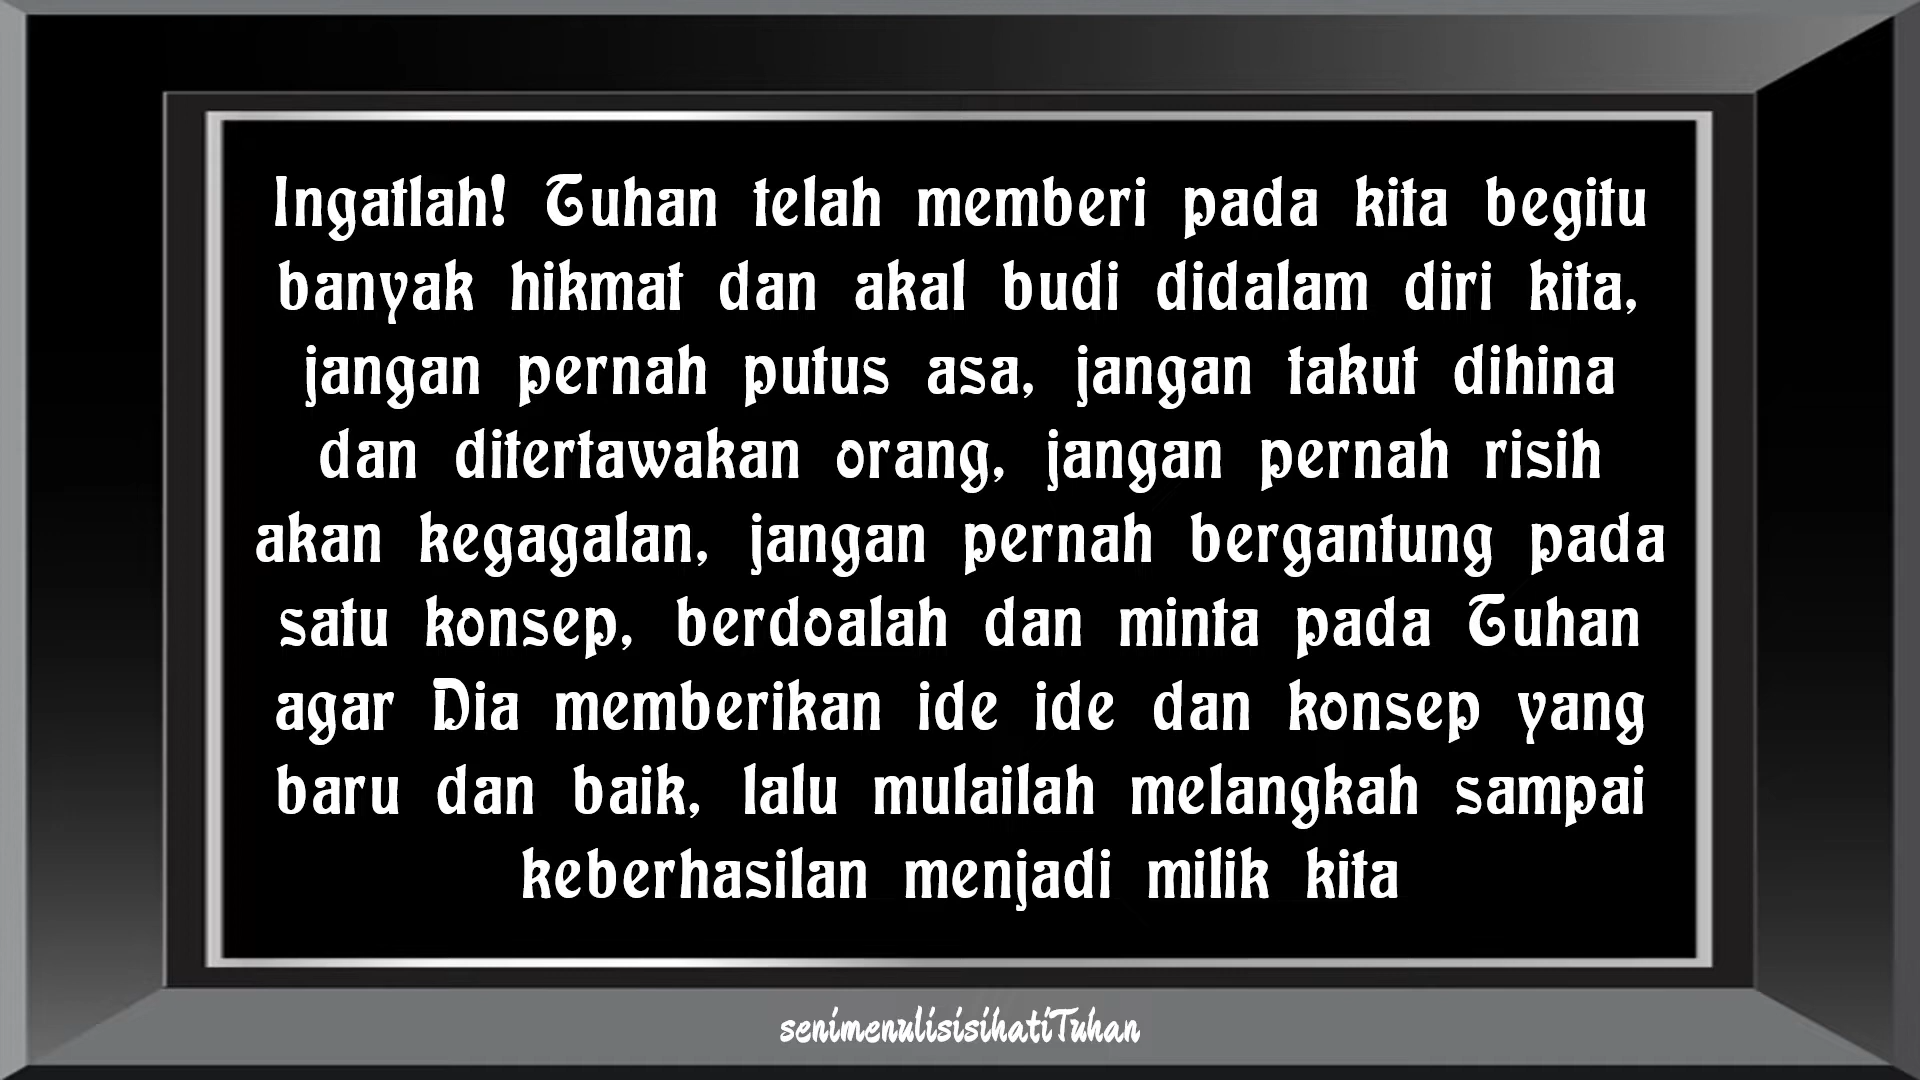 Ingatlah! Tuhan telah memberi pada kita begitu
banyak hikmat dan akal budi didalam diri kita,
jangan pernah putus asa, jangan takut dihina
dan ditertawakan orang, jangan pernah risih
akan kegagalan, jangan pernah bergantung pada
satu konsep, berdoalah dan minta pada Tuhan
agar Dia memberikan ide ide dan konsep yang
baru dan baik, lalu mulailah melangkah sampai
keberhasilan menjadi milik kita
senimenulisisihatiTuhan